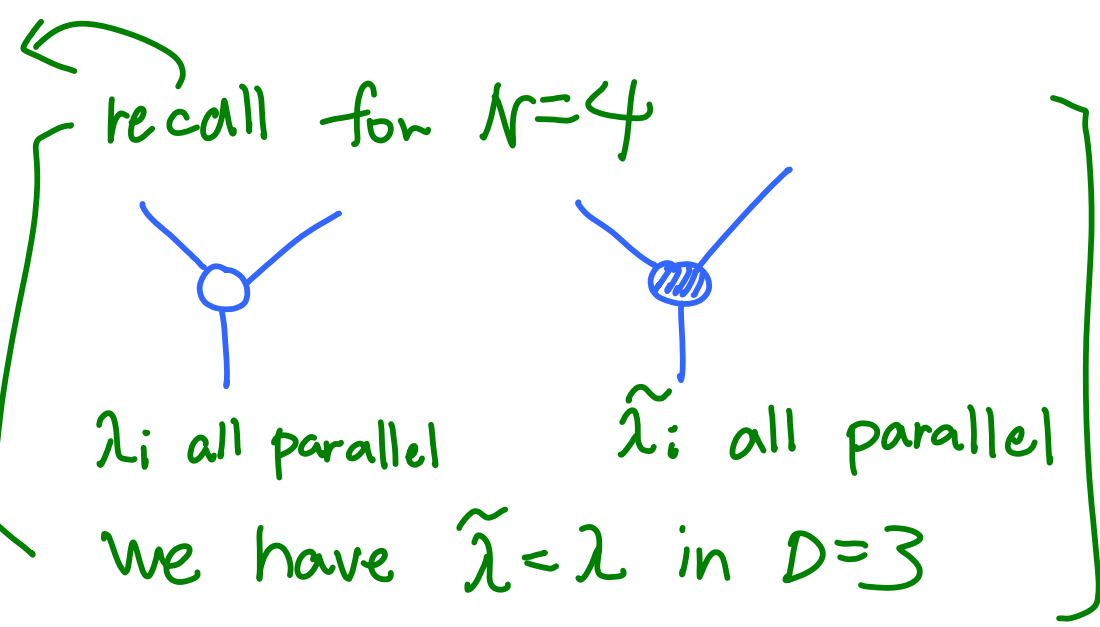 recall for N=4
λi all parallel
λ̃i all parallel
we have λ̃=λ in D=3